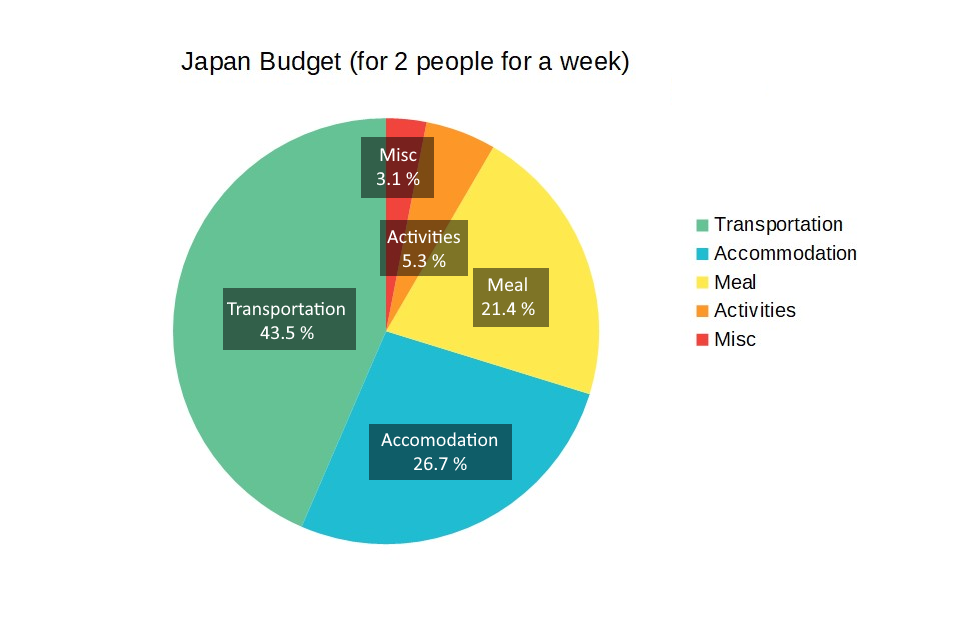 Japan Budget (for 2 people for a week)
Misc
3.1 %
Activities
5.3 %
Meal
21.4 %
Transportation
43.5 %
Accomodation
26.7 %
Transportation
Accommodation
Meal
Activities
Misc